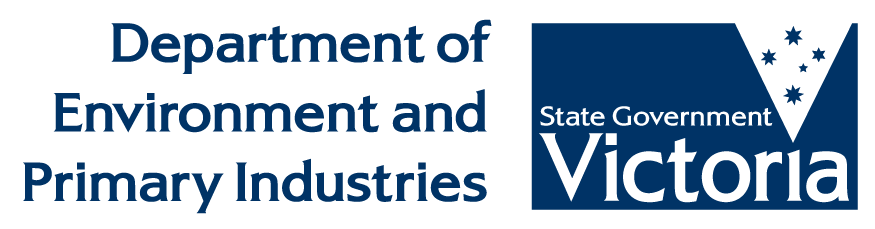 Department of
Environment and
Primary Industries
State Government
Victoria